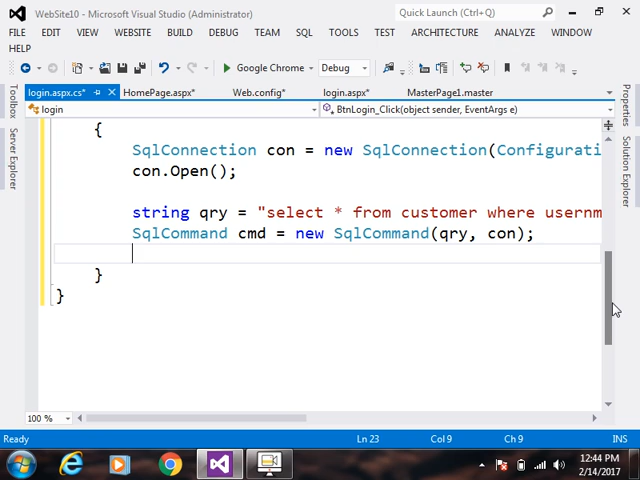 WebSite10 - Microsoft Visual Studio (Administrator)
Quick Launch (Ctrl+Q)
FILE EDIT VIEW WEBSITE BUILD DEBUG TEAM SQL TOOLS TEST ARCHITECTURE ANALYZE WINDOW
HELP
Google Chrome Debug
login.aspx.cs* HomePage.aspx* Web.config* login.aspx* MasterPage1.master
login BtnLogin_Click(object sender, EventArgs e)
Toolbox
Server Explorer
Properties
Solution Explorer
{
SqlConnection con = new SqlConnection(Configurati
con.Open();
string qry = "select * from customer where usernm
SqlCommand cmd = new SqlCommand(qry, con);
}
}
100 %
Ready Ln 23 Col 9 Ch 9 INS
12:44 PM
2/14/2017